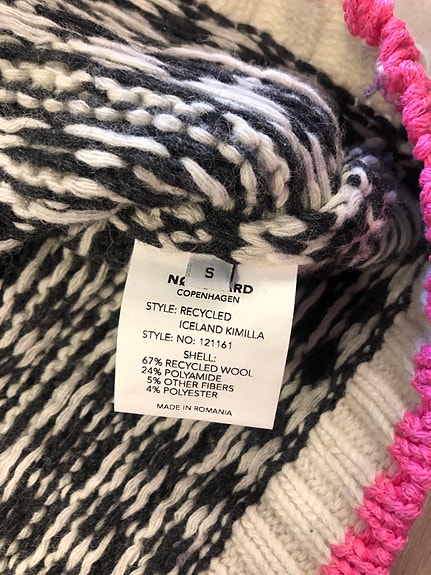 S
COPENHAGEN
STYLE: RECYCLED
ICELAND KIMILLA
STYLE: NO: 121161
SHELL:
67% RECYCLED WOOL
24% POLYAMIDE
5% OTHER FIBERS
4% POLYESTER
MADE IN ROMANIA